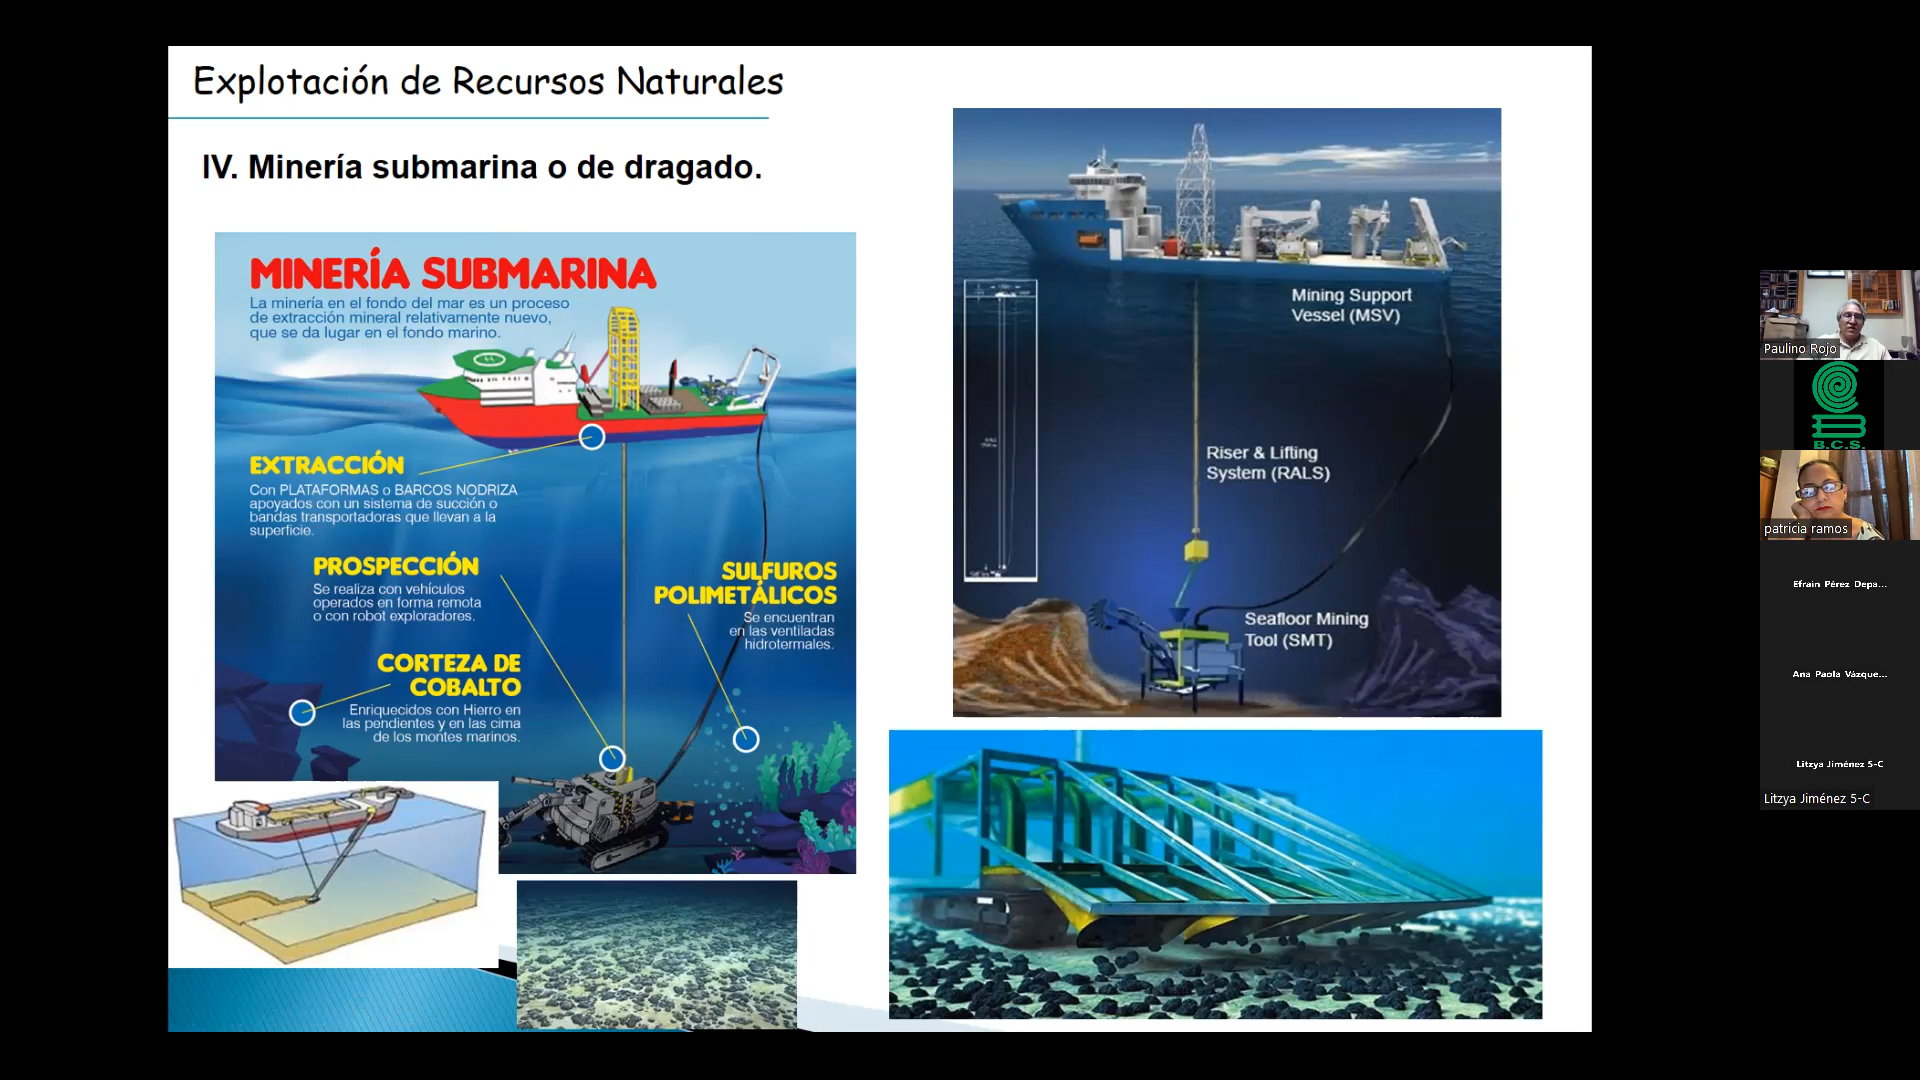 Explotación de Recursos Naturales
IV. Minería submarina o de dragado.
MINERÍA SUBMARINA
La minería en el fondo del mar es un proceso
de extracción mineral relativamente nuevo,
que se da lugar en el fondo marino.
EXTRACCIÓN
Con PLATAFORMAS o BARCOS NODRIZA
apoyados con un sistema de succión o
bandas transportadoras que llevan a la
superficie.
PROSPECCIÓN
Se realiza con vehículos
operados en forma remota
o con robot exploradores.
SULFUROS
POLIMETÁLICOS
Se encuentran
en las ventiladas
hidrotermales.
CORTEZA DE
COBALTO
Enriquecidos con Hierro en
las pendientes y en las cima
de los montes marinos.
Mining Support
Vessel (MSV)
Riser & Lifting
System (RALS)
Seafloor Mining
Tool (SMT)
Paulino Rojo
B.C.S.
patricia ramos
Efrain Pérez Depa...
Ana Paola Vázque...
Litzya Jiménez 5-C
Litzya Jiménez 5-C